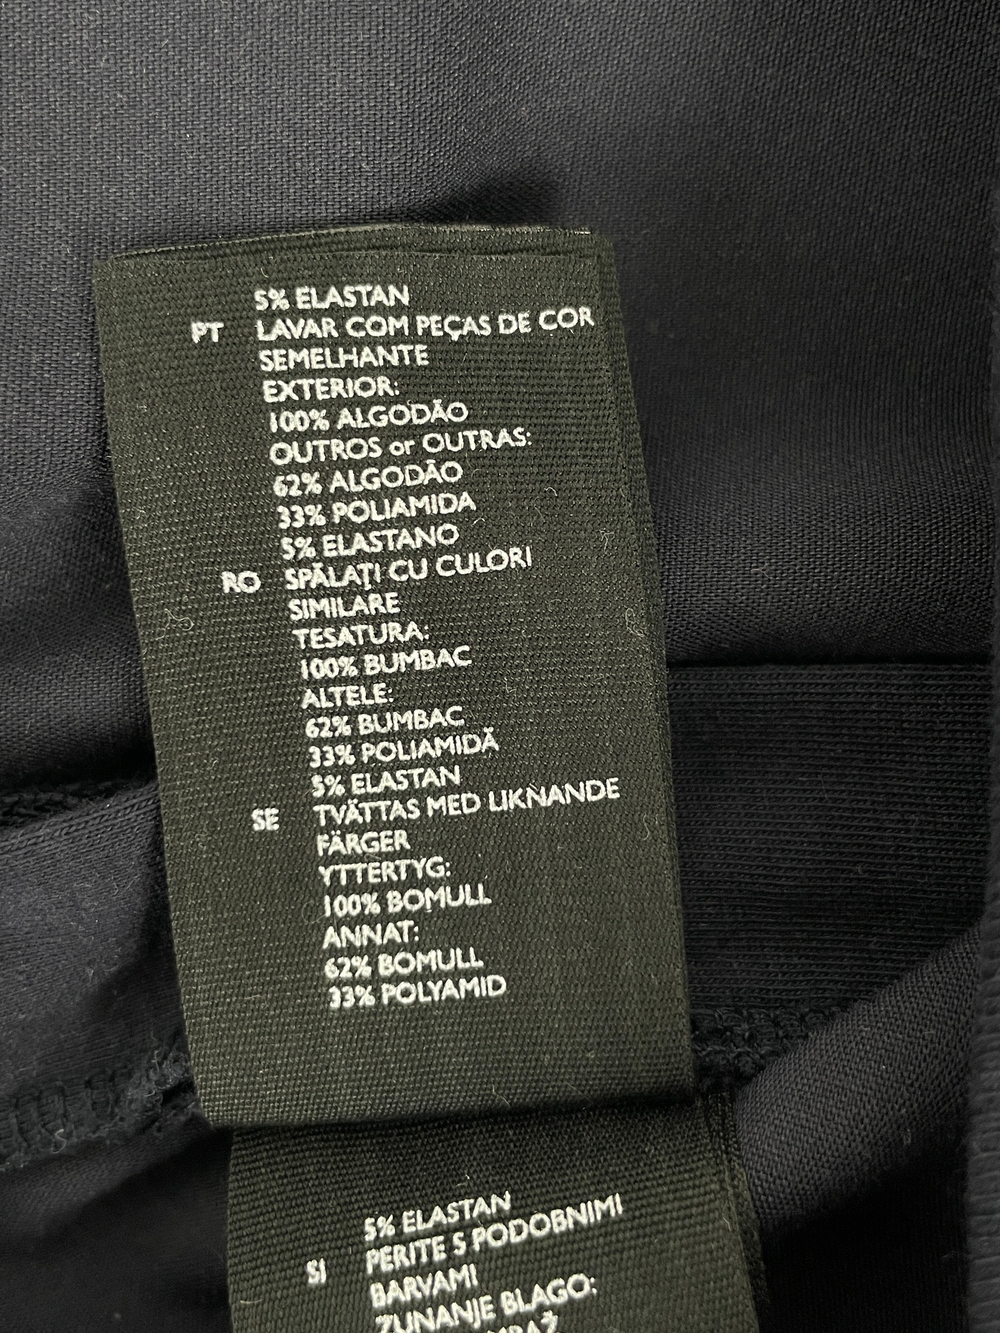 5% ELASTAN
PT LAVAR COM PEÇAS DE COR
SEMELHANTE
EXTERIOR:
100% ALGODÃO
OUTROS or OUTRAS:
62% ALGODÃO
33% POLIAMIDA
5% ELASTANO
RO SPĂLAȚI CU CULORI
SIMILARE
TESATURA:
100% BUMBAC
ALTELE:
62% BUMBAC
33% POLIAMIDĂ
5% ELASTAN
SE TVÄTTAS MED LIKNANDE
FÄRGER
YTTERTYG:
100% BOMULL
ANNAT:
62% BOMULL
33% POLYAMID
5% ELASTAN
SI PERITE S PODOBNIMI
BARVAMI
ZUNANJE BLAGO: